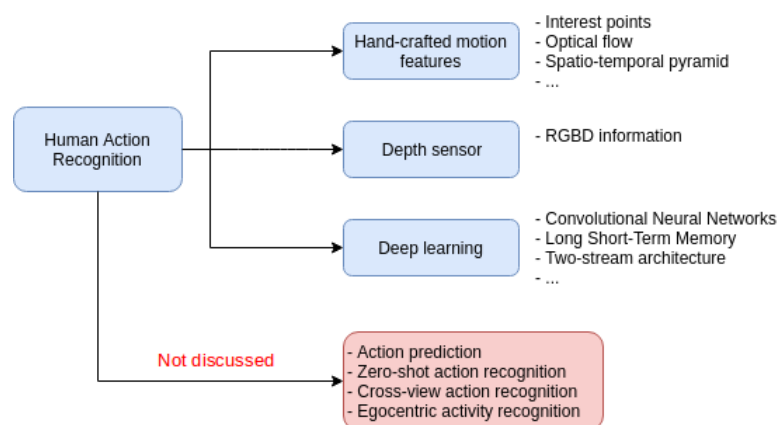 Human Action
Recognition
Hand-crafted motion
features
- Interest points
- Optical flow
- Spatio-temporal pyramid
- ...
Depth sensor
- RGBD information
Deep learning
- Convolutional Neural Networks
- Long Short-Term Memory
- Two-stream architecture
- ...
Not discussed
- Action prediction
- Zero-shot action recognition
- Cross-view action recognition
- Egocentric activity recognition